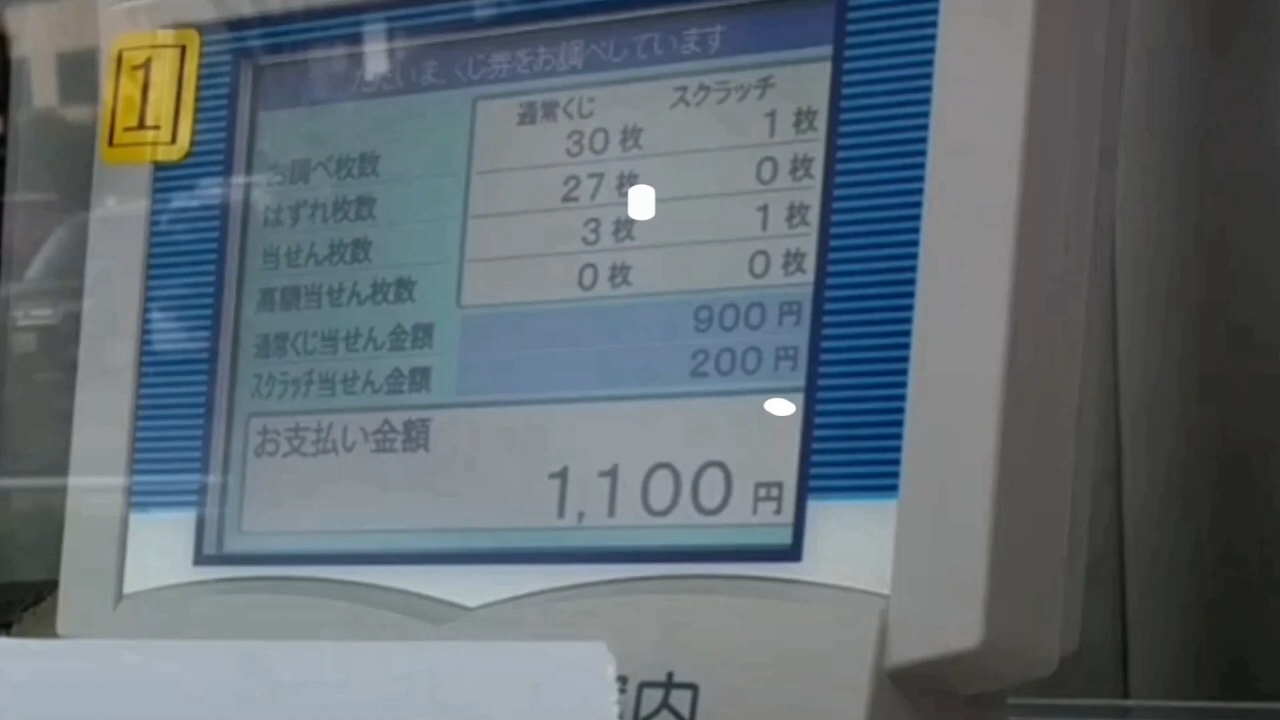 1
ただいま、くじ券をお調べしています
通常くじ スクラッチ
お調べ枚数 30枚 1枚
はずれ枚数 27枚 0枚
当せん枚数 3枚 1枚
高額当せん枚数 0枚 0枚
通常くじ当せん金額 900円
スクラッチ当せん金額 200円
お支払い金額
1,100円
内